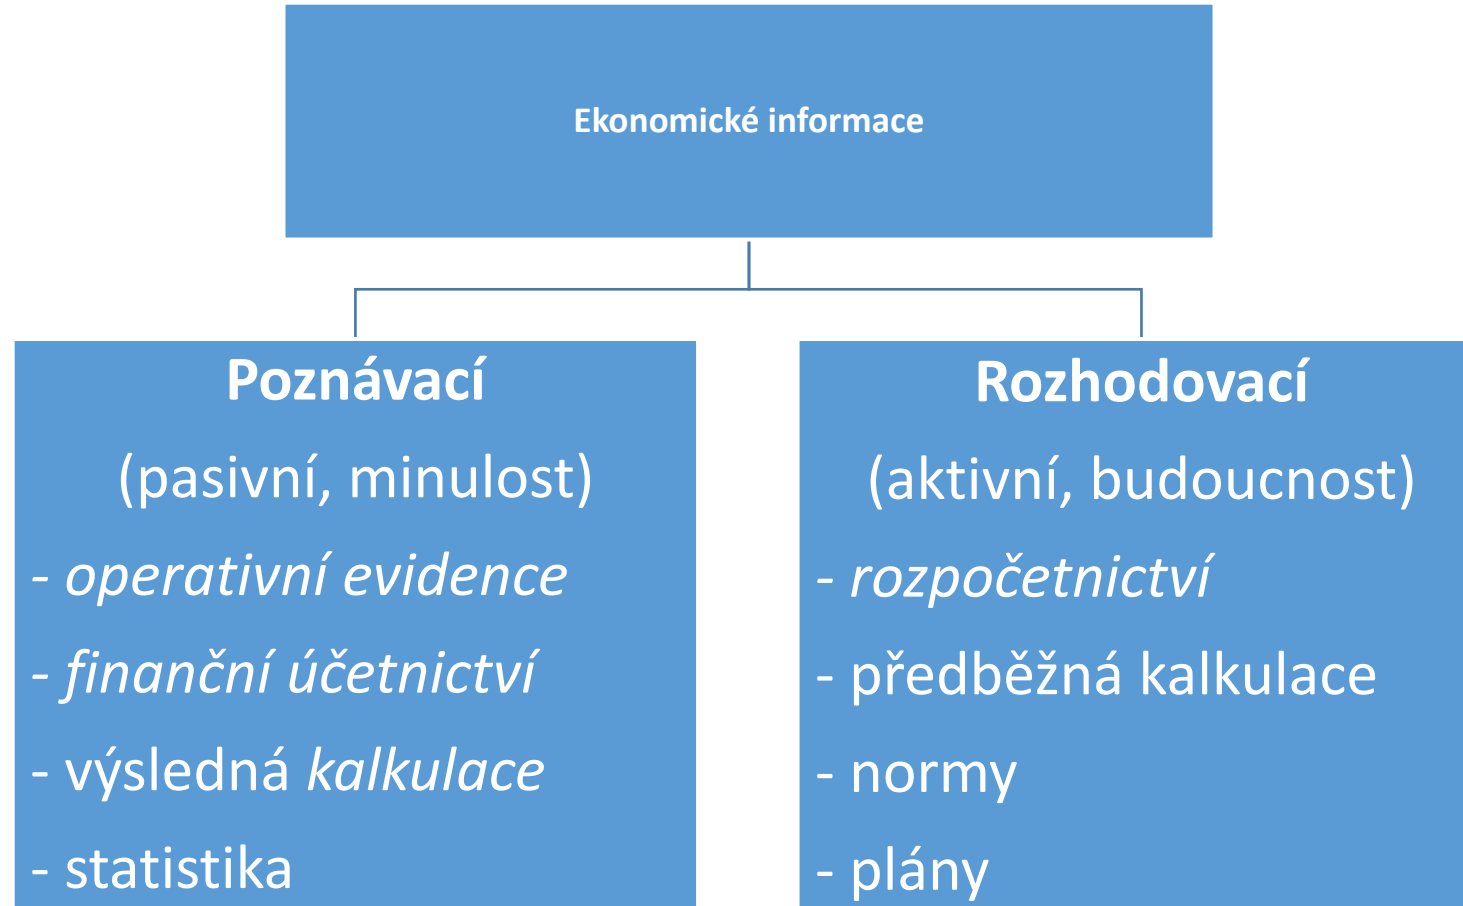 Ekonomické informace
Poznávací
(pasivní, minulost)
- operativní evidence
- finanční účetnictví
- výsledná kalkulace
- statistika
Rozhodovací
(aktivní, budoucnost)
- rozpočetnictví
- předběžná kalkulace
- normy
- plány